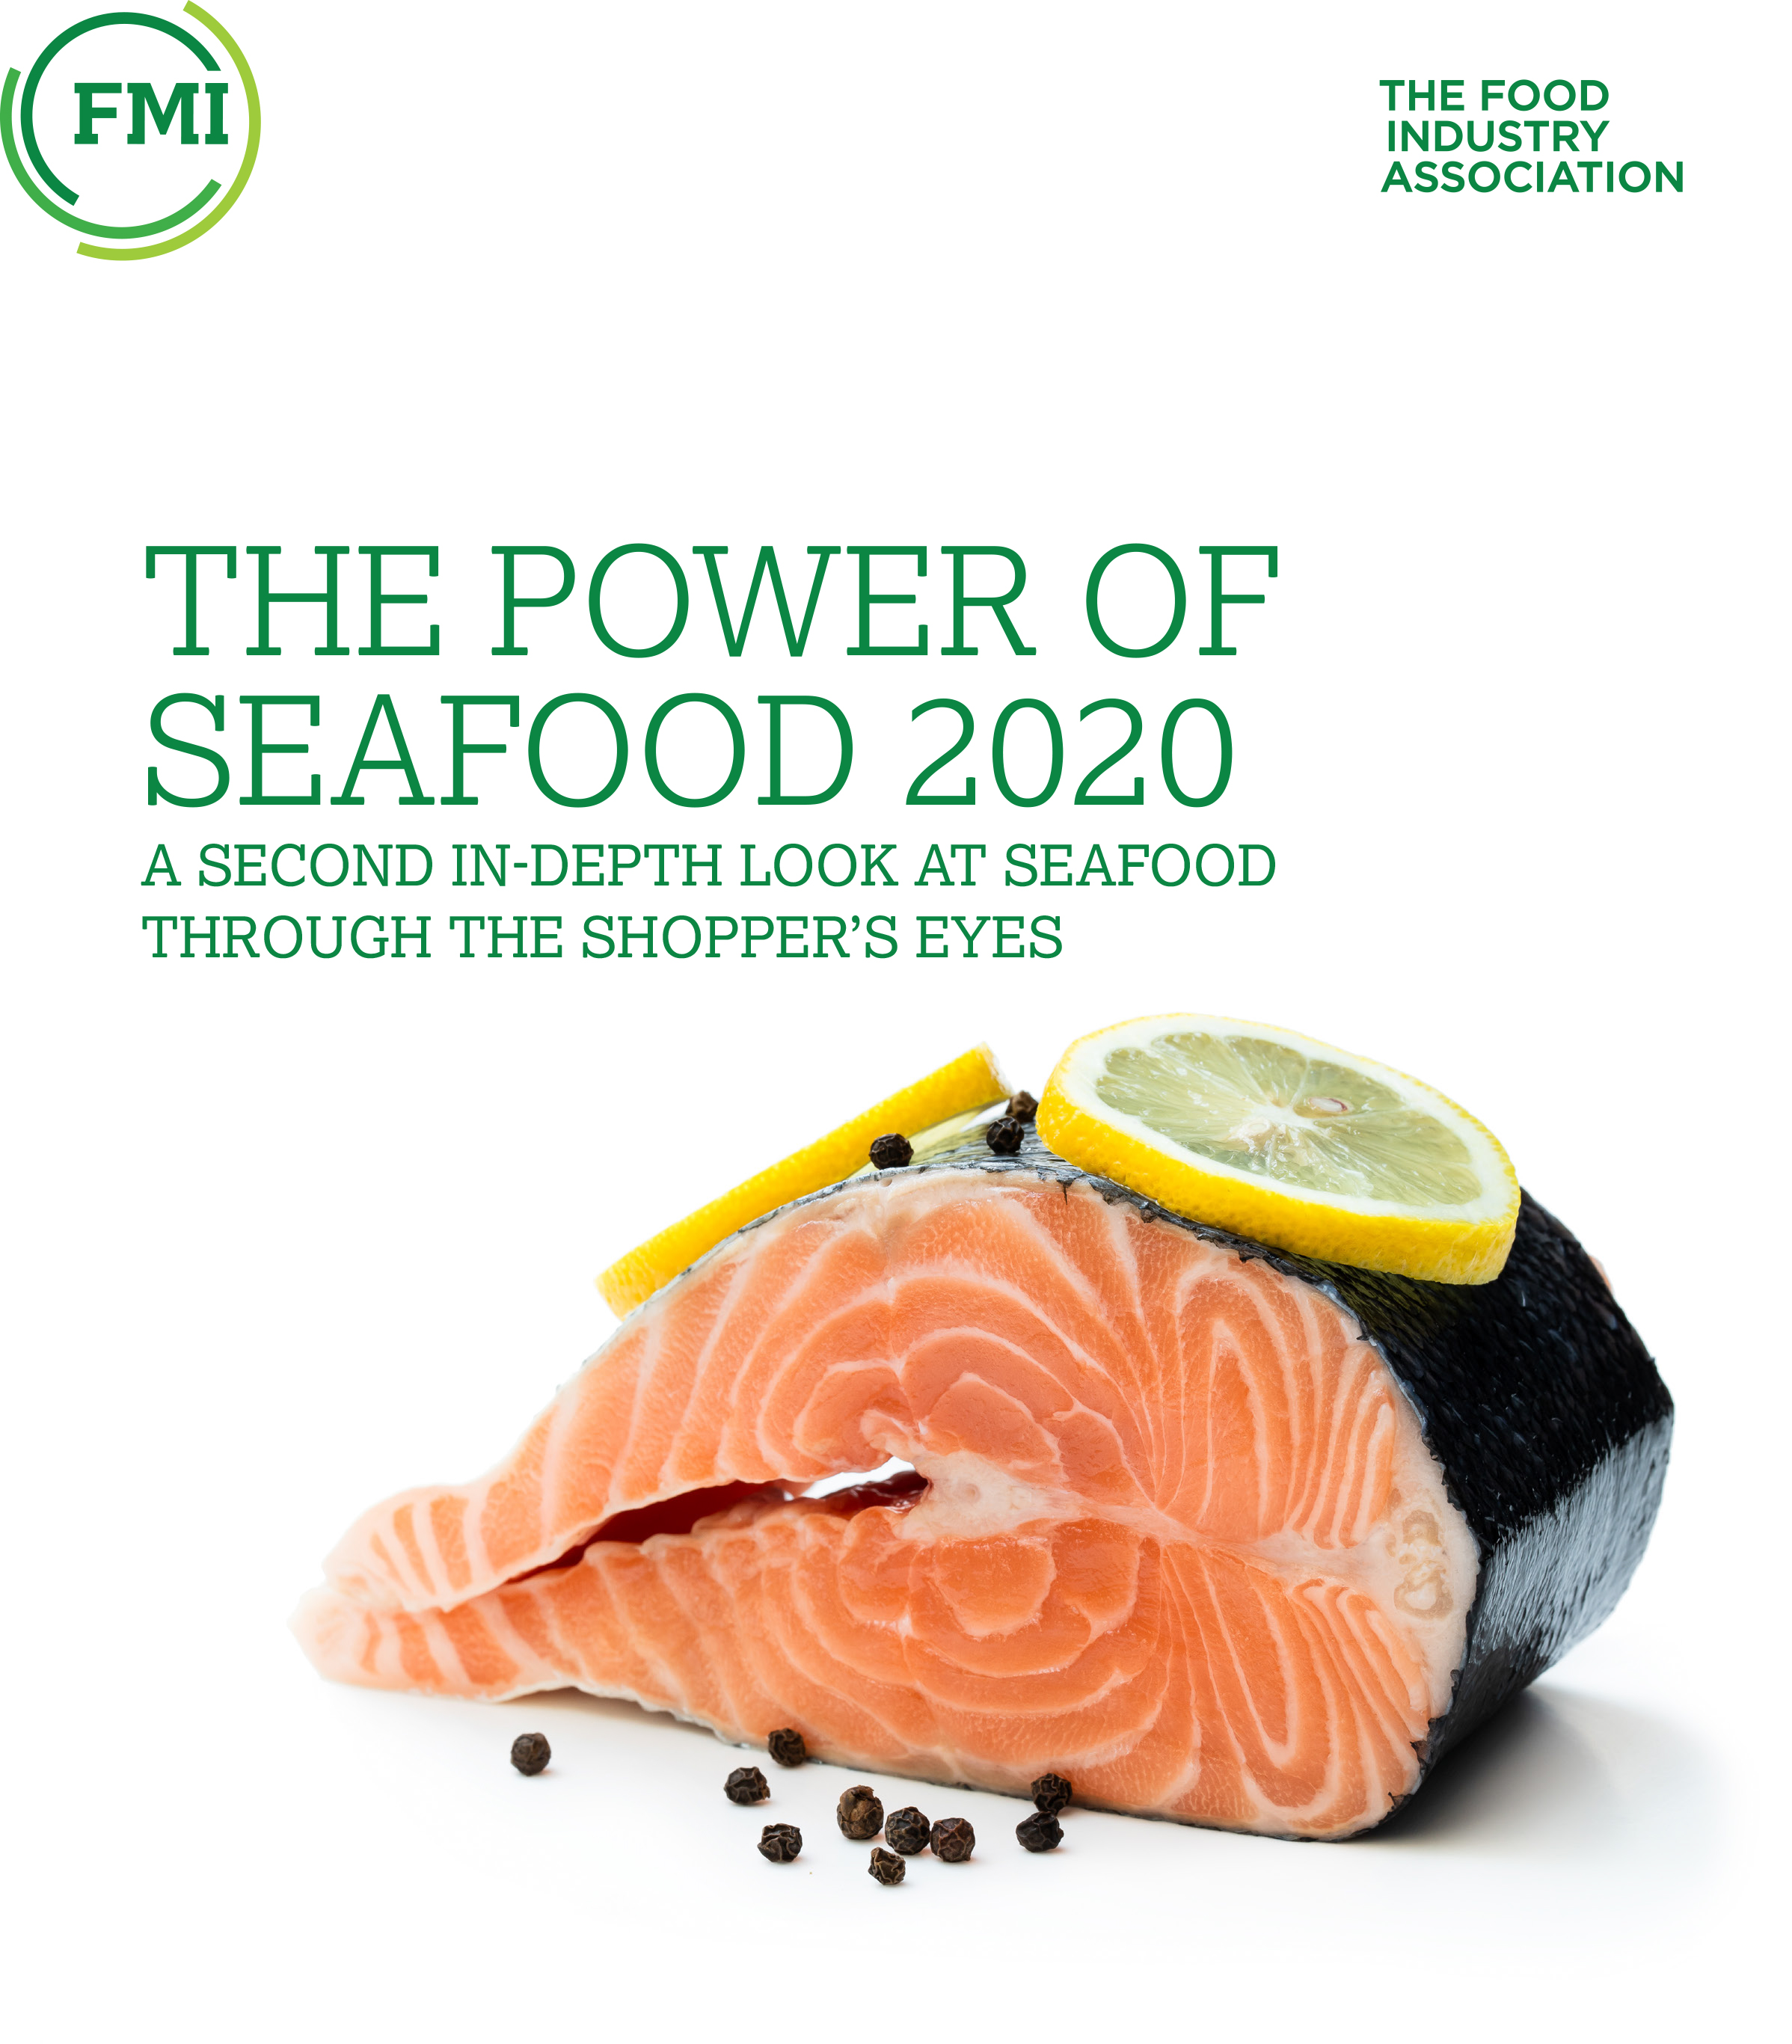 FMI
THE FOOD
INDUSTRY
ASSOCIATION
THE POWER OF
SEAFOOD 2020
A SECOND IN-DEPTH LOOK AT SEAFOOD
THROUGH THE SHOPPER’S EYES